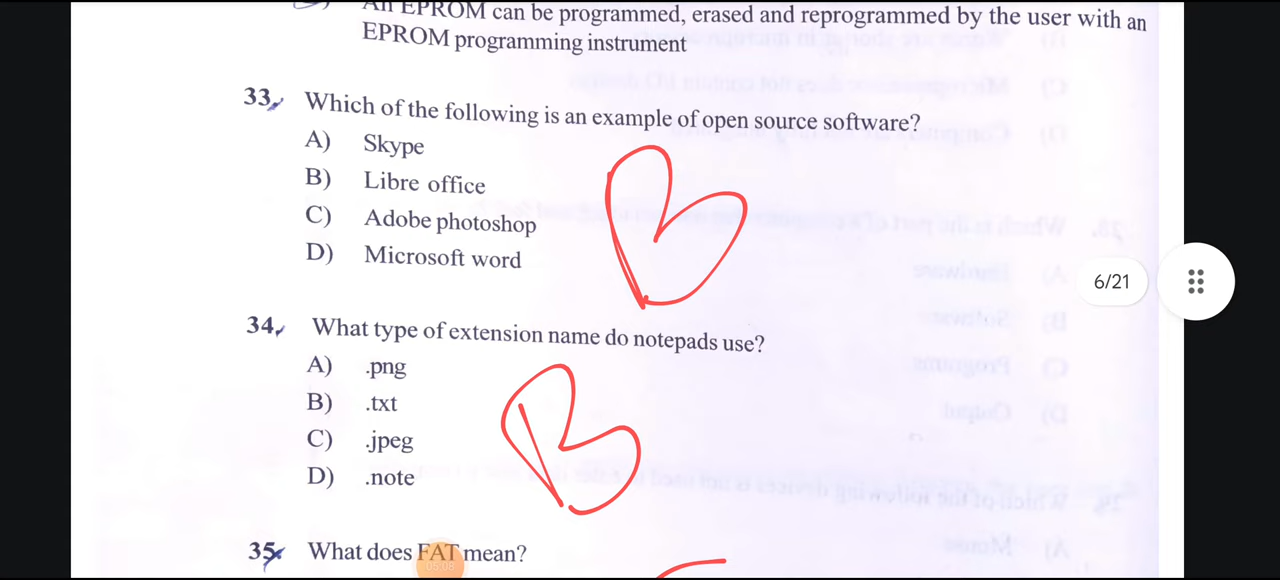 An EPROM can be programmed, erased and reprogrammed by the user with an
EPROM programming instrument
33. Which of the following is an example of open source software?
A) Skype
B) Libre office
C) Adobe photoshop
D) Microsoft word
B
6/21
34. What type of extension name do notepads use?
A) .png
B) .txt
C) .jpeg
D) .note
B
35. What does FAT mean?
05:08